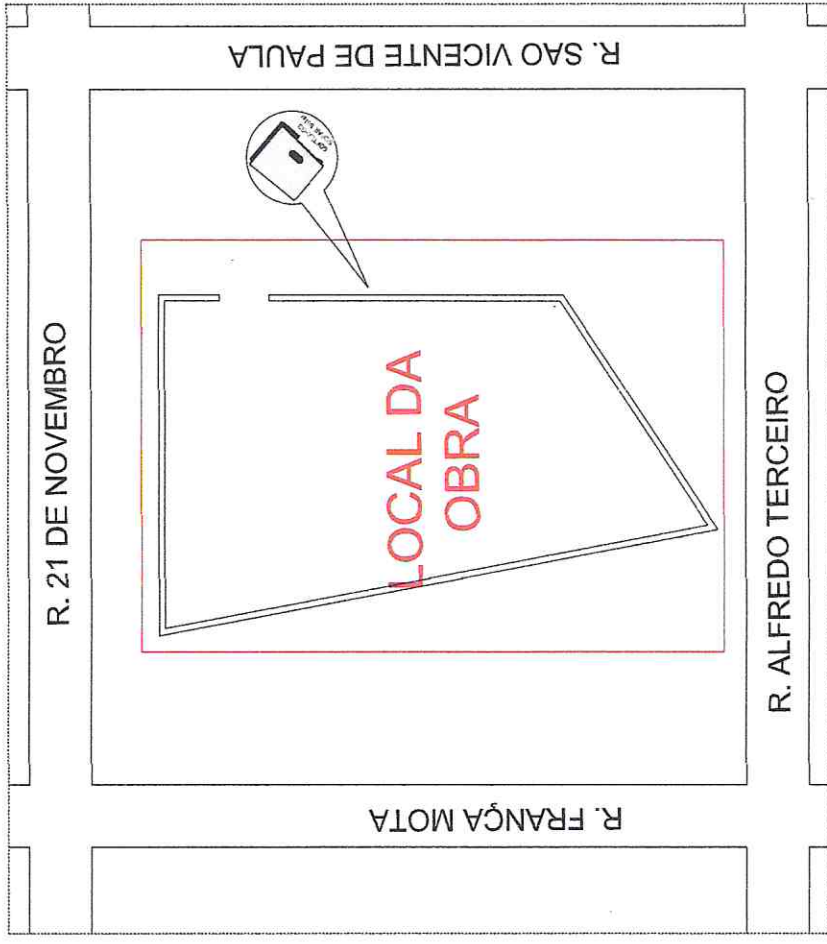 R. 21 DE NOVEMBRO
R. SAO VICENTE DE PAULA
LOCAL DA
OBRA
R. ALFREDO TERCEIRO
R. FRANÇA MOTA